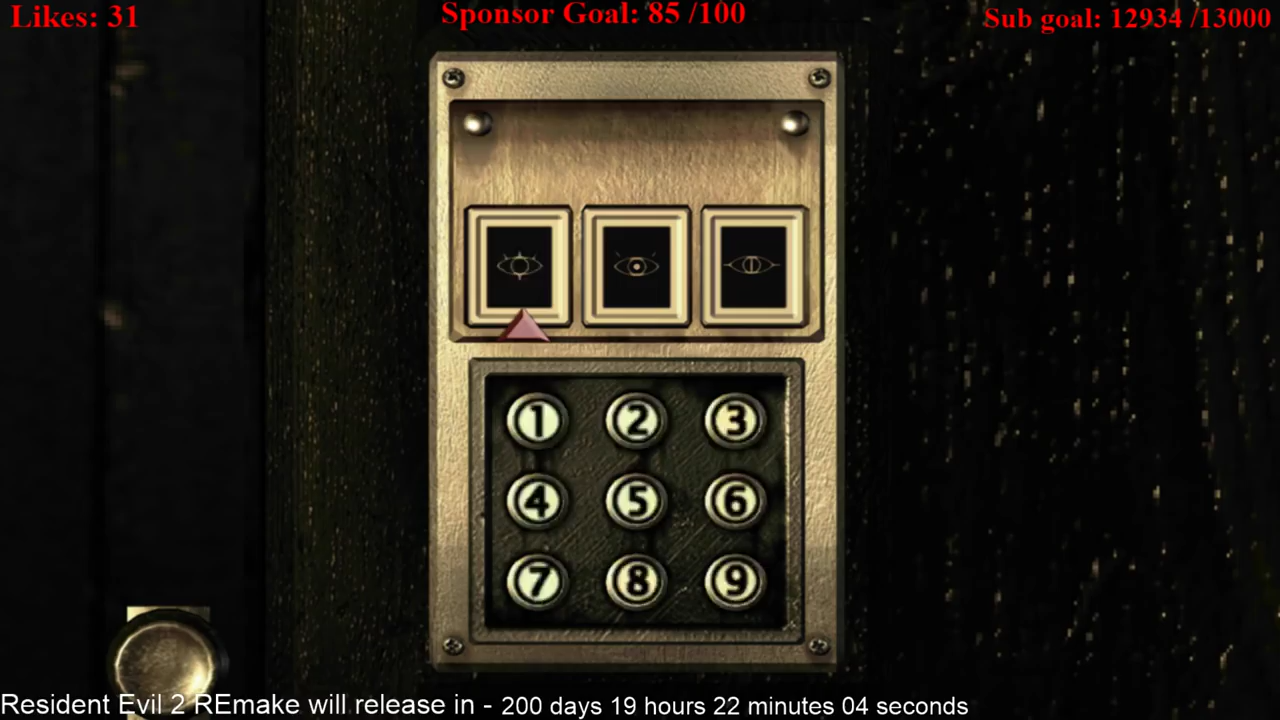 Likes: 31
Sponsor Goal: 85 /100
Sub goal: 12934 /13000
1 2 3
4 5 6
7 8 9
Resident Evil 2 REmake will release in - 200 days 19 hours 22 minutes 04 seconds